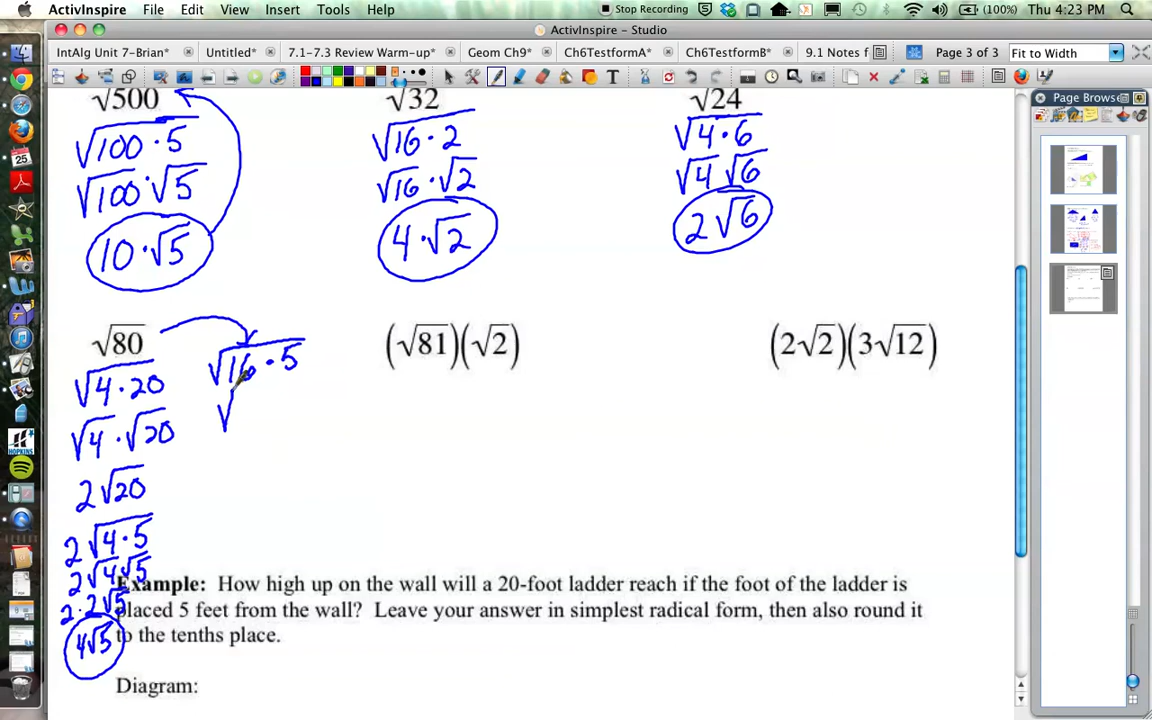 ActivInspire File Edit View Insert Tools Help Stop Recording (100%) Thu 4:23 PM
ActivInspire - Studio
IntAlg Unit 7-Brian* Untitled* 7.1-7.3 Review Warm-up* Geom Ch9* Ch6TestformA* Ch6TestformB* 9.1 Notes f Page 3 of 3 Fit to Width
Page Brows
√500 √32 √24
√100·5 √16·2 √4·6
√100·√5 √16·√2 √4√6
10·√5 4·√2 2√6
√80 (√81)(√2) (2√2)(3√12)
√4·20 √16·5
√4·√20 √
2√20
2√4·5
2√4√5
2·2√5
4√5
Example: How high up on the wall will a 20-foot ladder reach if the foot of the ladder is
placed 5 feet from the wall? Leave your answer in simplest radical form, then also round it
to the tenths place.
Diagram:
25
HOPKINS